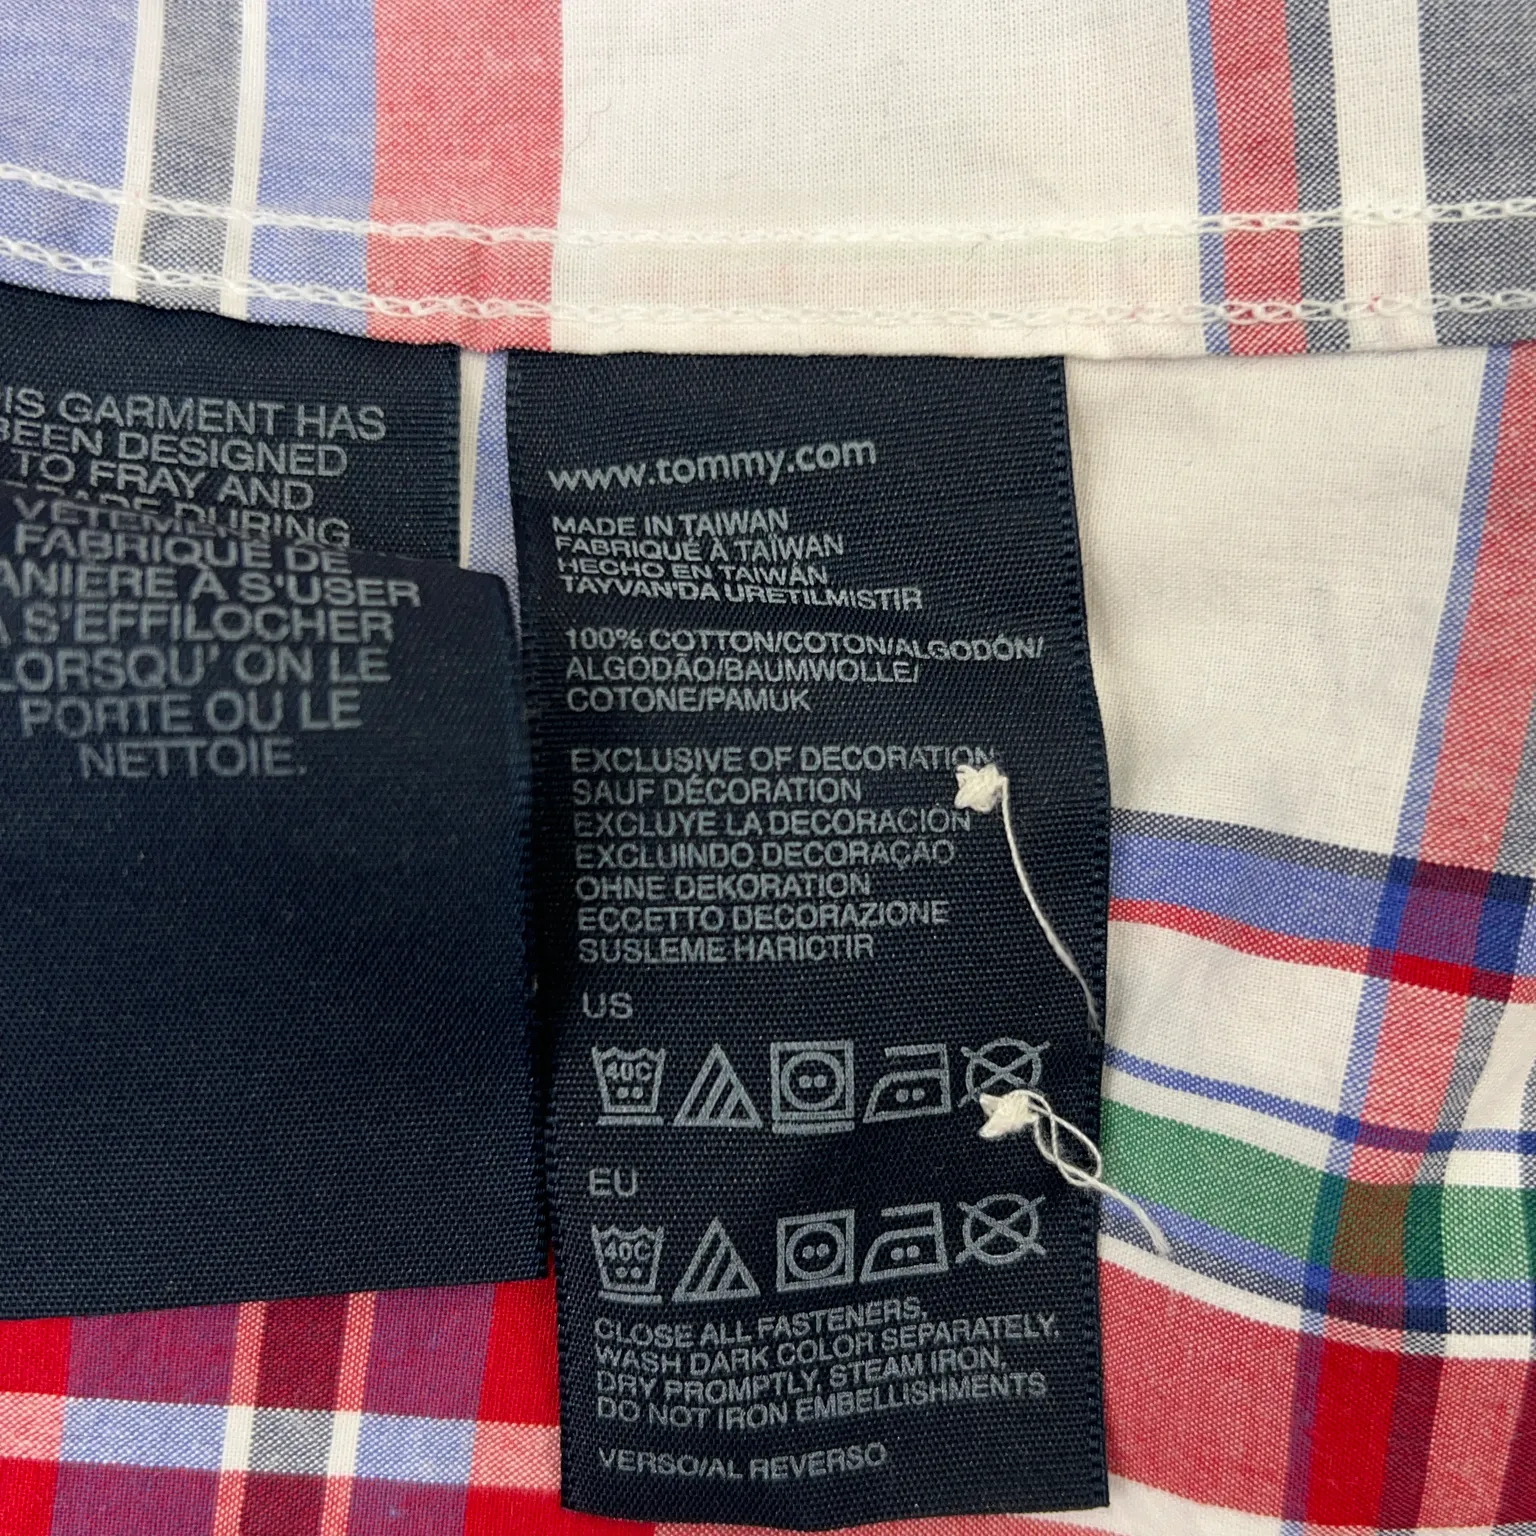 IS GARMENT HAS
BEEN DESIGNED
TO FRAY AND
FADE DURING
VÊTEMENT
FABRIQUÉ DE
ANIERE À S'USER
À S'EFFILOCHER
LORSQU' ON LE
PORTE OU LE
NETTOIE.
www.tommy.com
MADE IN TAIWAN
FABRIQUÉ À TAÏWAN
HECHO EN TAIWÁN
TAYVAN'DA URETILMISTIR
100% COTTON/COTON/ALGODÓN/
ALGODÃO/BAUMWOLLE/
COTONE/PAMUK
EXCLUSIVE OF DECORATION
SAUF DÉCORATION
EXCLUYE LA DECORACIÓN
EXCLUINDO DECORAÇÃO
OHNE DEKORATION
ECCETTO DECORAZIONE
SUSLEME HARICTIR
US
40C
EU
40C
CLOSE ALL FASTENERS,
WASH DARK COLOR SEPARATELY,
DRY PROMPTLY, STEAM IRON,
DO NOT IRON EMBELLISHMENTS
VERSO/AL REVERSO